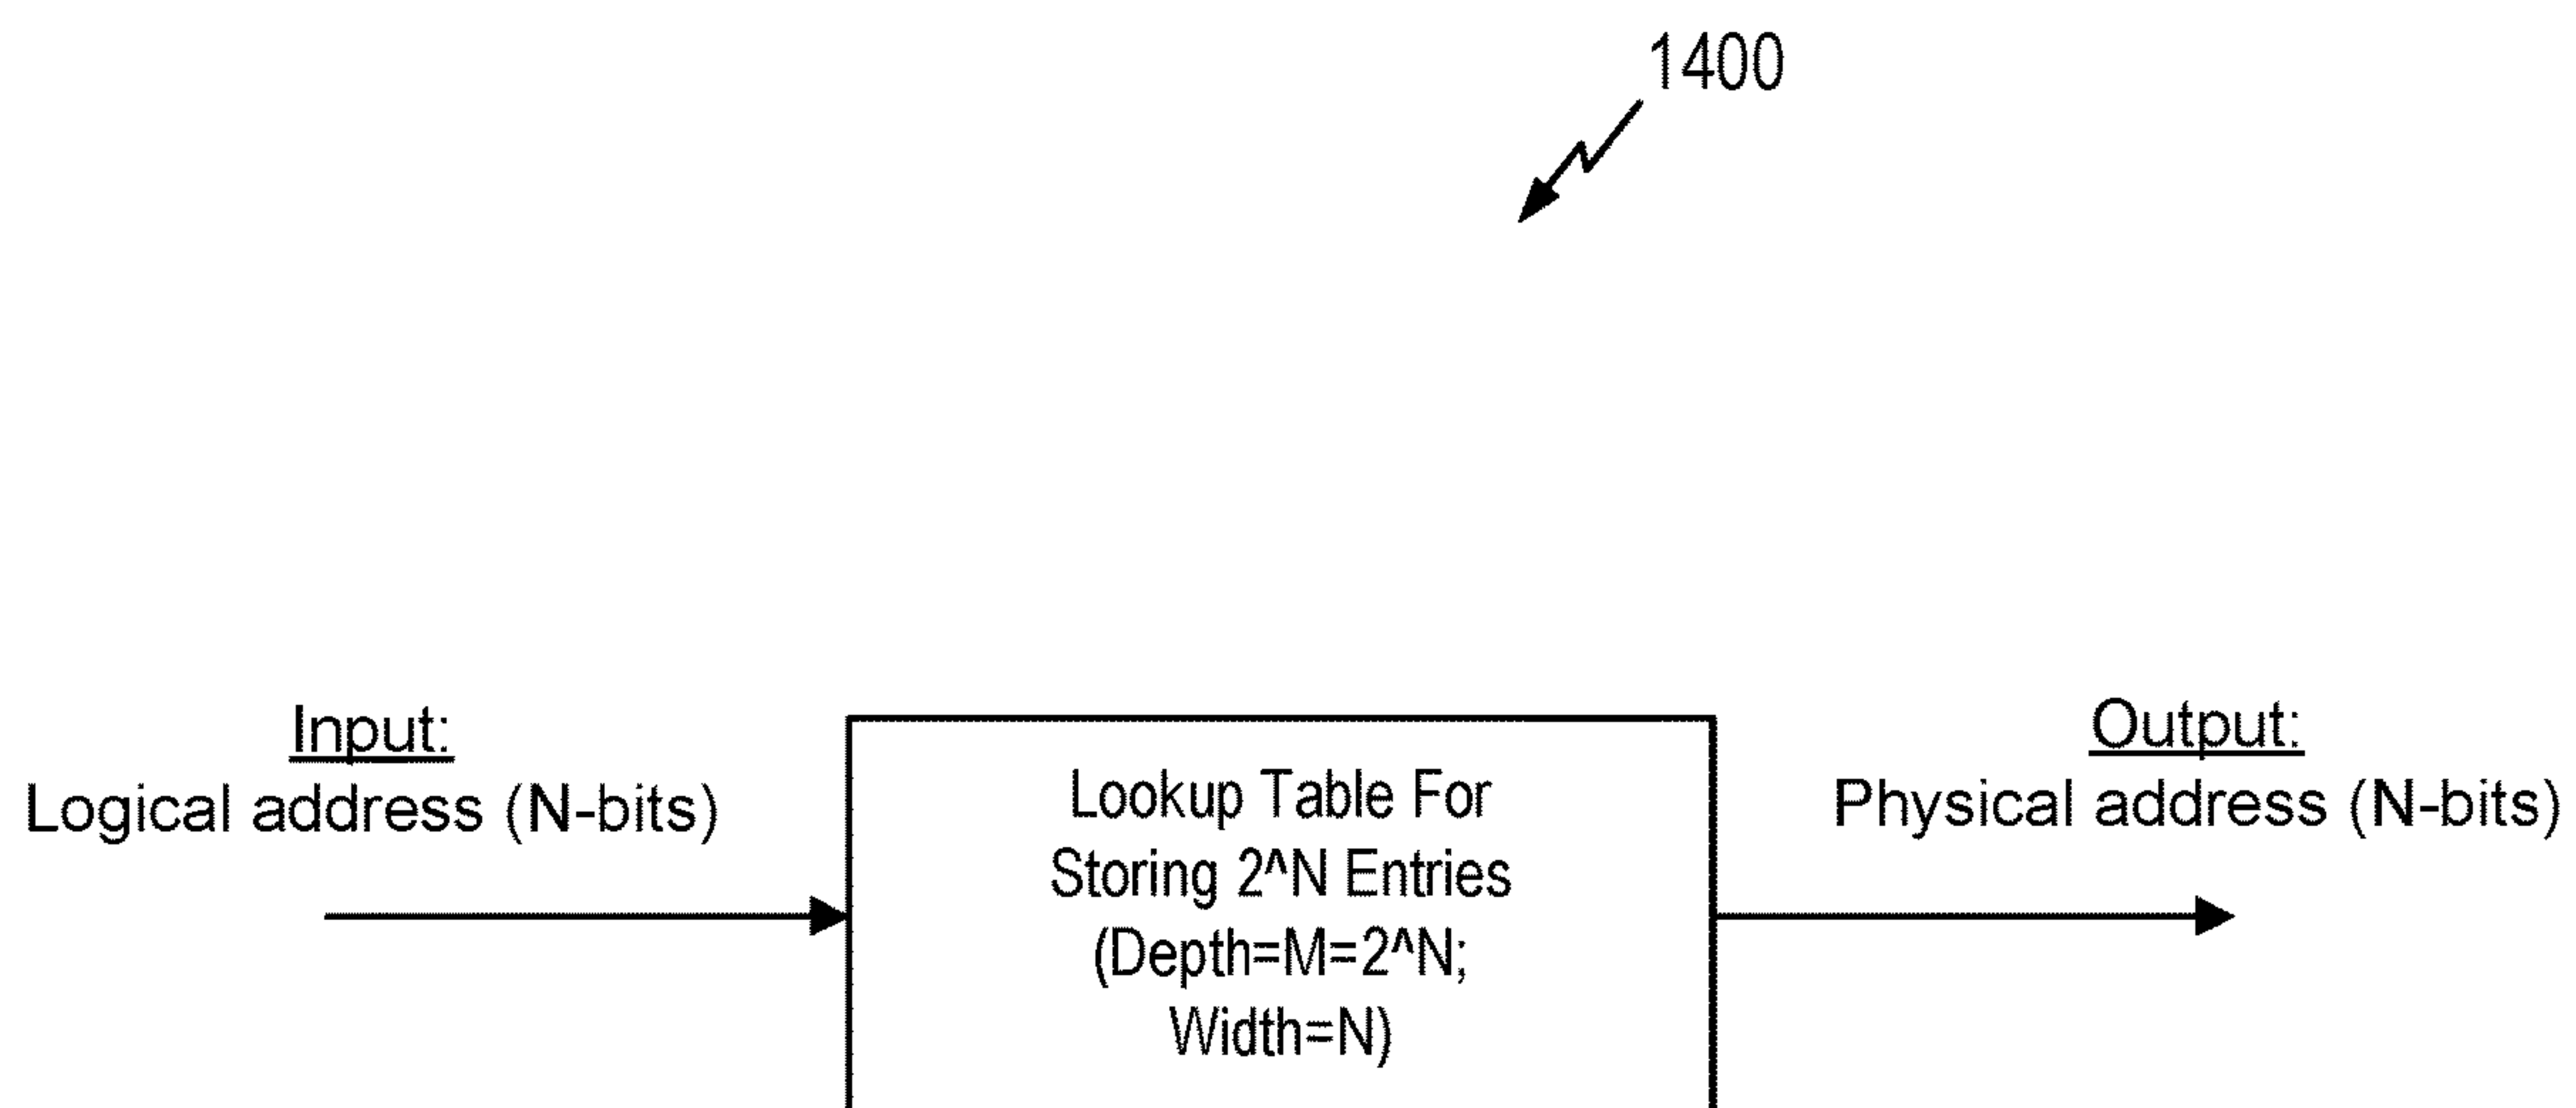 1400
Input:
Logical address (N-bits)
Lookup Table For
Storing 2^N Entries
(Depth=M=2^N;
Width=N)
Output:
Physical address (N-bits)